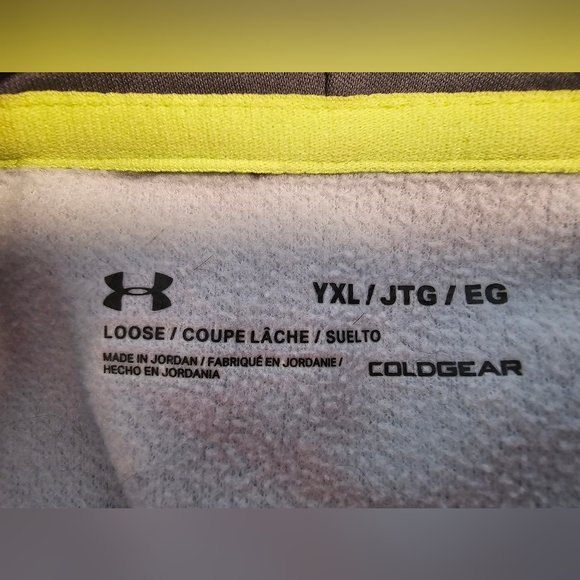 YXL / JTG / EG
LOOSE / COUPE LÂCHE / SUELTO
MADE IN JORDAN / FABRIQUÉ EN JORDANIE /
HECHO EN JORDANIA
COLDGEAR